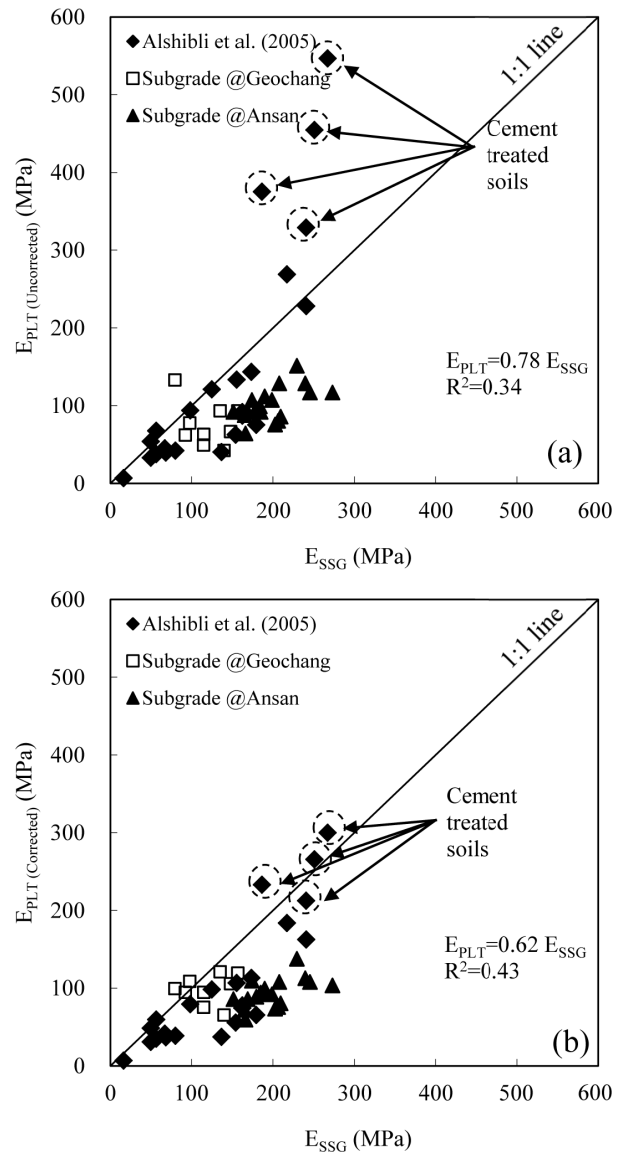 600
500
400
300
200
100
0
E_PLT (Uncorrected) (MPa)
Alshibli et al. (2005)
Subgrade @Geochang
Subgrade @Ansan
1:1 line
Cement
treated
soils
E_PLT=0.78 E_SSG
R²=0.34
(a)
0 100 200 300 400 500 600
E_SSG (MPa)
600
500
400
300
200
100
0
E_PLT (Corrected) (MPa)
Alshibli et al. (2005)
Subgrade @Geochang
Subgrade @Ansan
1:1 line
Cement
treated
soils
E_PLT=0.62 E_SSG
R²=0.43
(b)
0 100 200 300 400 500 600
E_SSG (MPa)